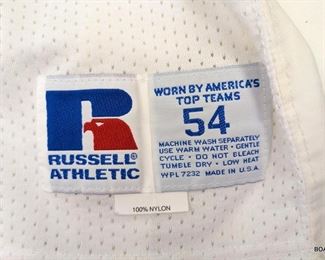 RUSSELL®
ATHLETIC
WORN BY AMERICA'S
TOP TEAMS
54
MACHINE WASH SEPARATELY
USE WARM WATER · GENTLE
CYCLE · DO NOT BLEACH
TUMBLE DRY · LOW HEAT
WPL 7232 MADE IN U.S.A.
100% NYLON
BOA